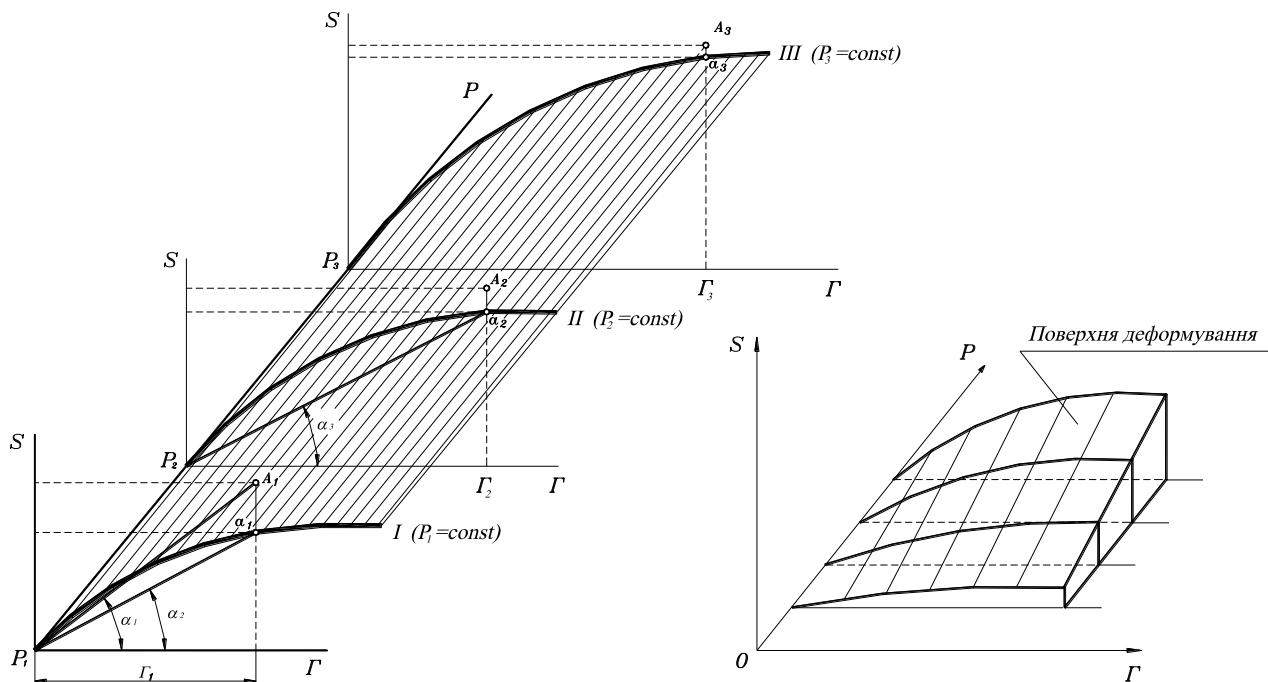 S
A₃
α₃
III (P₃=const)
P
P₃
Γ₃
Γ
S
A₂
α₂
II (P₂=const)
α₃
P₂
Γ₂
Γ
S
A₁
α₁
I (P₁=const)
α₁
α₂
P₁
Γ₁
Γ
S
P
Поверхня деформування
0
Γ